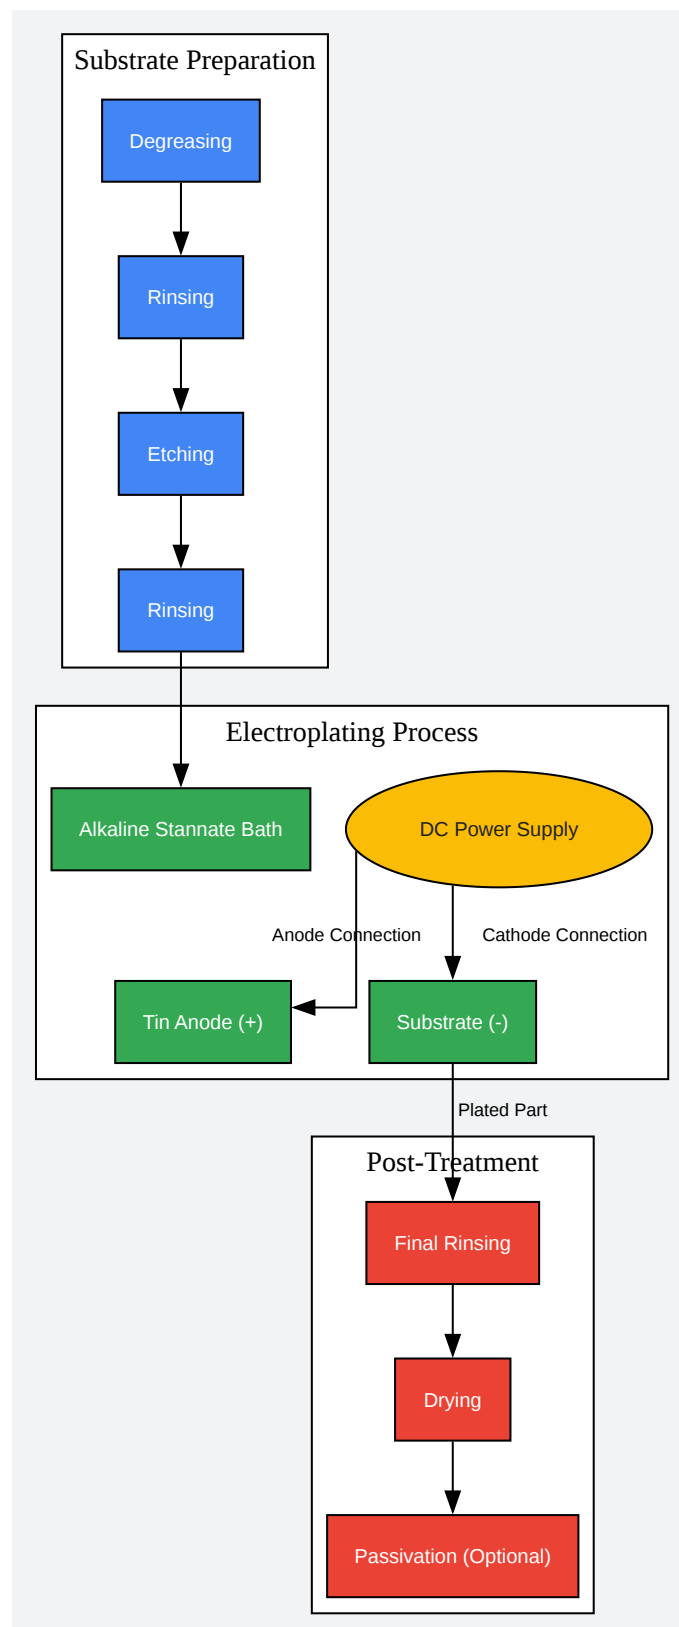 Substrate Preparation
Degreasing
Rinsing
Etching
Rinsing
Electroplating Process
Alkaline Stannate Bath
DC Power Supply
Anode Connection
Cathode Connection
Tin Anode (+)
Substrate (-)
Plated Part
Post-Treatment
Final Rinsing
Drying
Passivation (Optional)